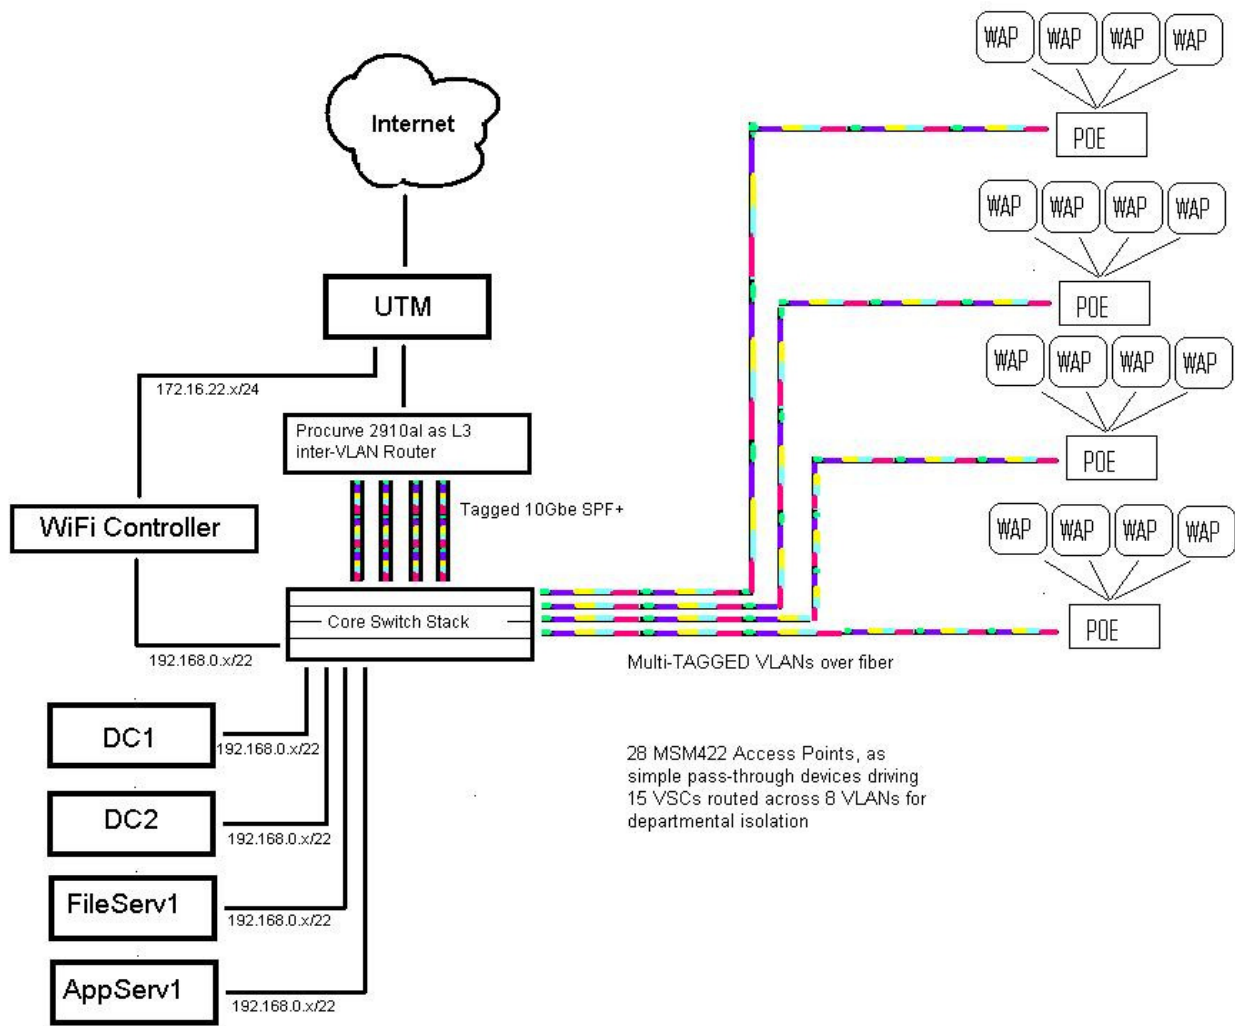 WAP WAP WAP WAP
POE
Internet
WAP WAP WAP WAP
UTM
POE
WAP WAP WAP WAP
172.16.22.x/24
Procurve 2910al as L3
inter-VLAN Router
POE
Tagged 10Gbe SPF+
WiFi Controller
WAP WAP WAP WAP
Core Switch Stack
POE
192.168.0.x/22
Multi-TAGGED VLANs over fiber
DC1
192.168.0.x/22
28 MSM422 Access Points, as
simple pass-through devices driving
15 VSCs routed across 8 VLANs for
departmental isolation
DC2
192.168.0.x/22
FileServ1
192.168.0.x/22
AppServ1
192.168.0.x/22